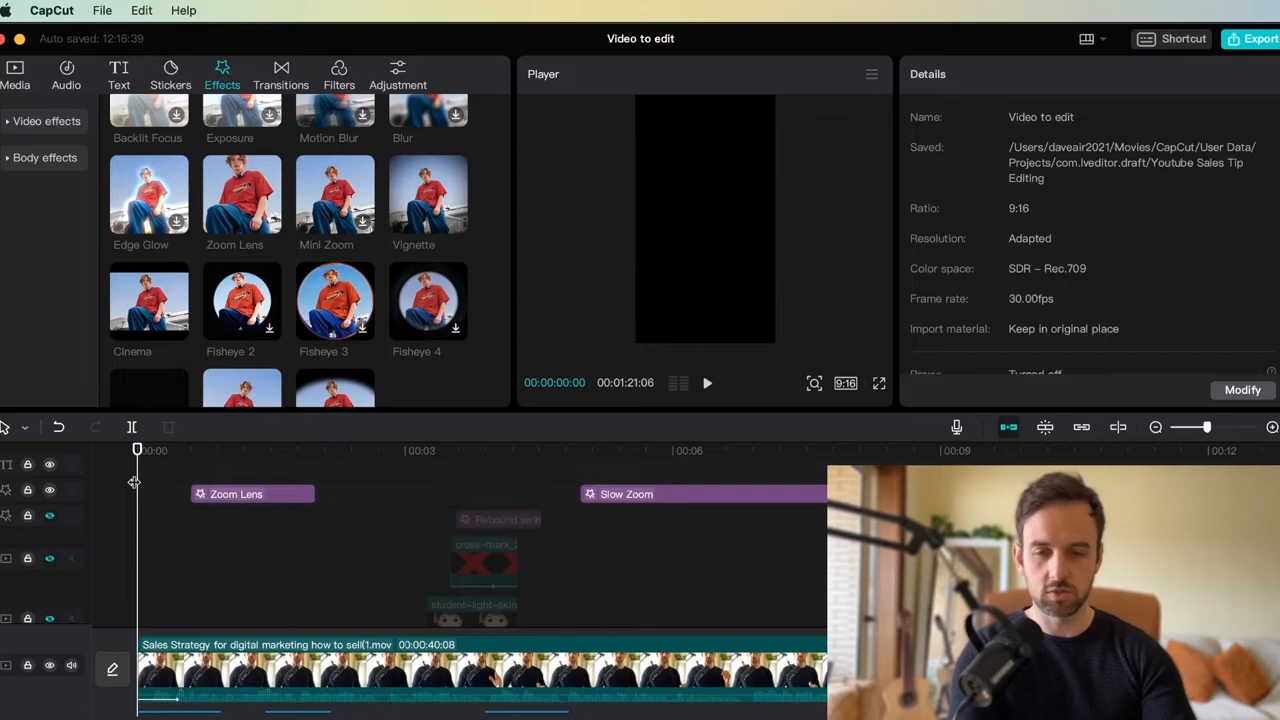 CapCut File Edit Help
Auto saved: 12:16:39
Video to edit
Shortcut
Export
Media
Audio
Text
Stickers
Effects
Transitions
Filters
Adjustment
Video effects
Body effects
Backlit Focus
Exposure
Motion Blur
Blur
Edge Glow
Zoom Lens
Mini Zoom
Vignette
Cinema
Fisheye 2
Fisheye 3
Fisheye 4
Player
00:00:00:00
00:01:21:06
9:16
Details
Name: Video to edit
Saved: /Users/daveair2021/Movies/CapCut/User Data/
Projects/com.lveditor.draft/Youtube Sales Tip
Editing
Ratio: 9:16
Resolution: Adapted
Color space: SDR - Rec.709
Frame rate: 30.00fps
Import material: Keep in original place
Proxy: Turned off
Modify
00:00
00:03
00:06
00:09
00:12
TI
Zoom Lens
Slow Zoom
Rebound swin
cross-mark_
student-light-skin
Sales Strategy for digital marketing how to sell(1.mov 00:00:40:08